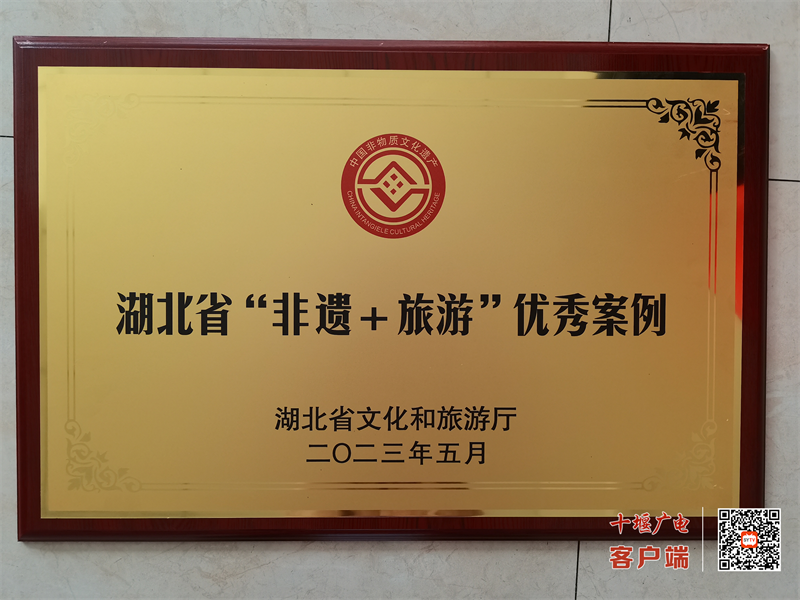 中国非物质文化遗产
CHINA INTANGIELE CULTURAL HERITAGE
湖北省“非遗+旅游”优秀案例
湖北省文化和旅游厅
二〇二三年五月
十堰广电
客户端
SYTV